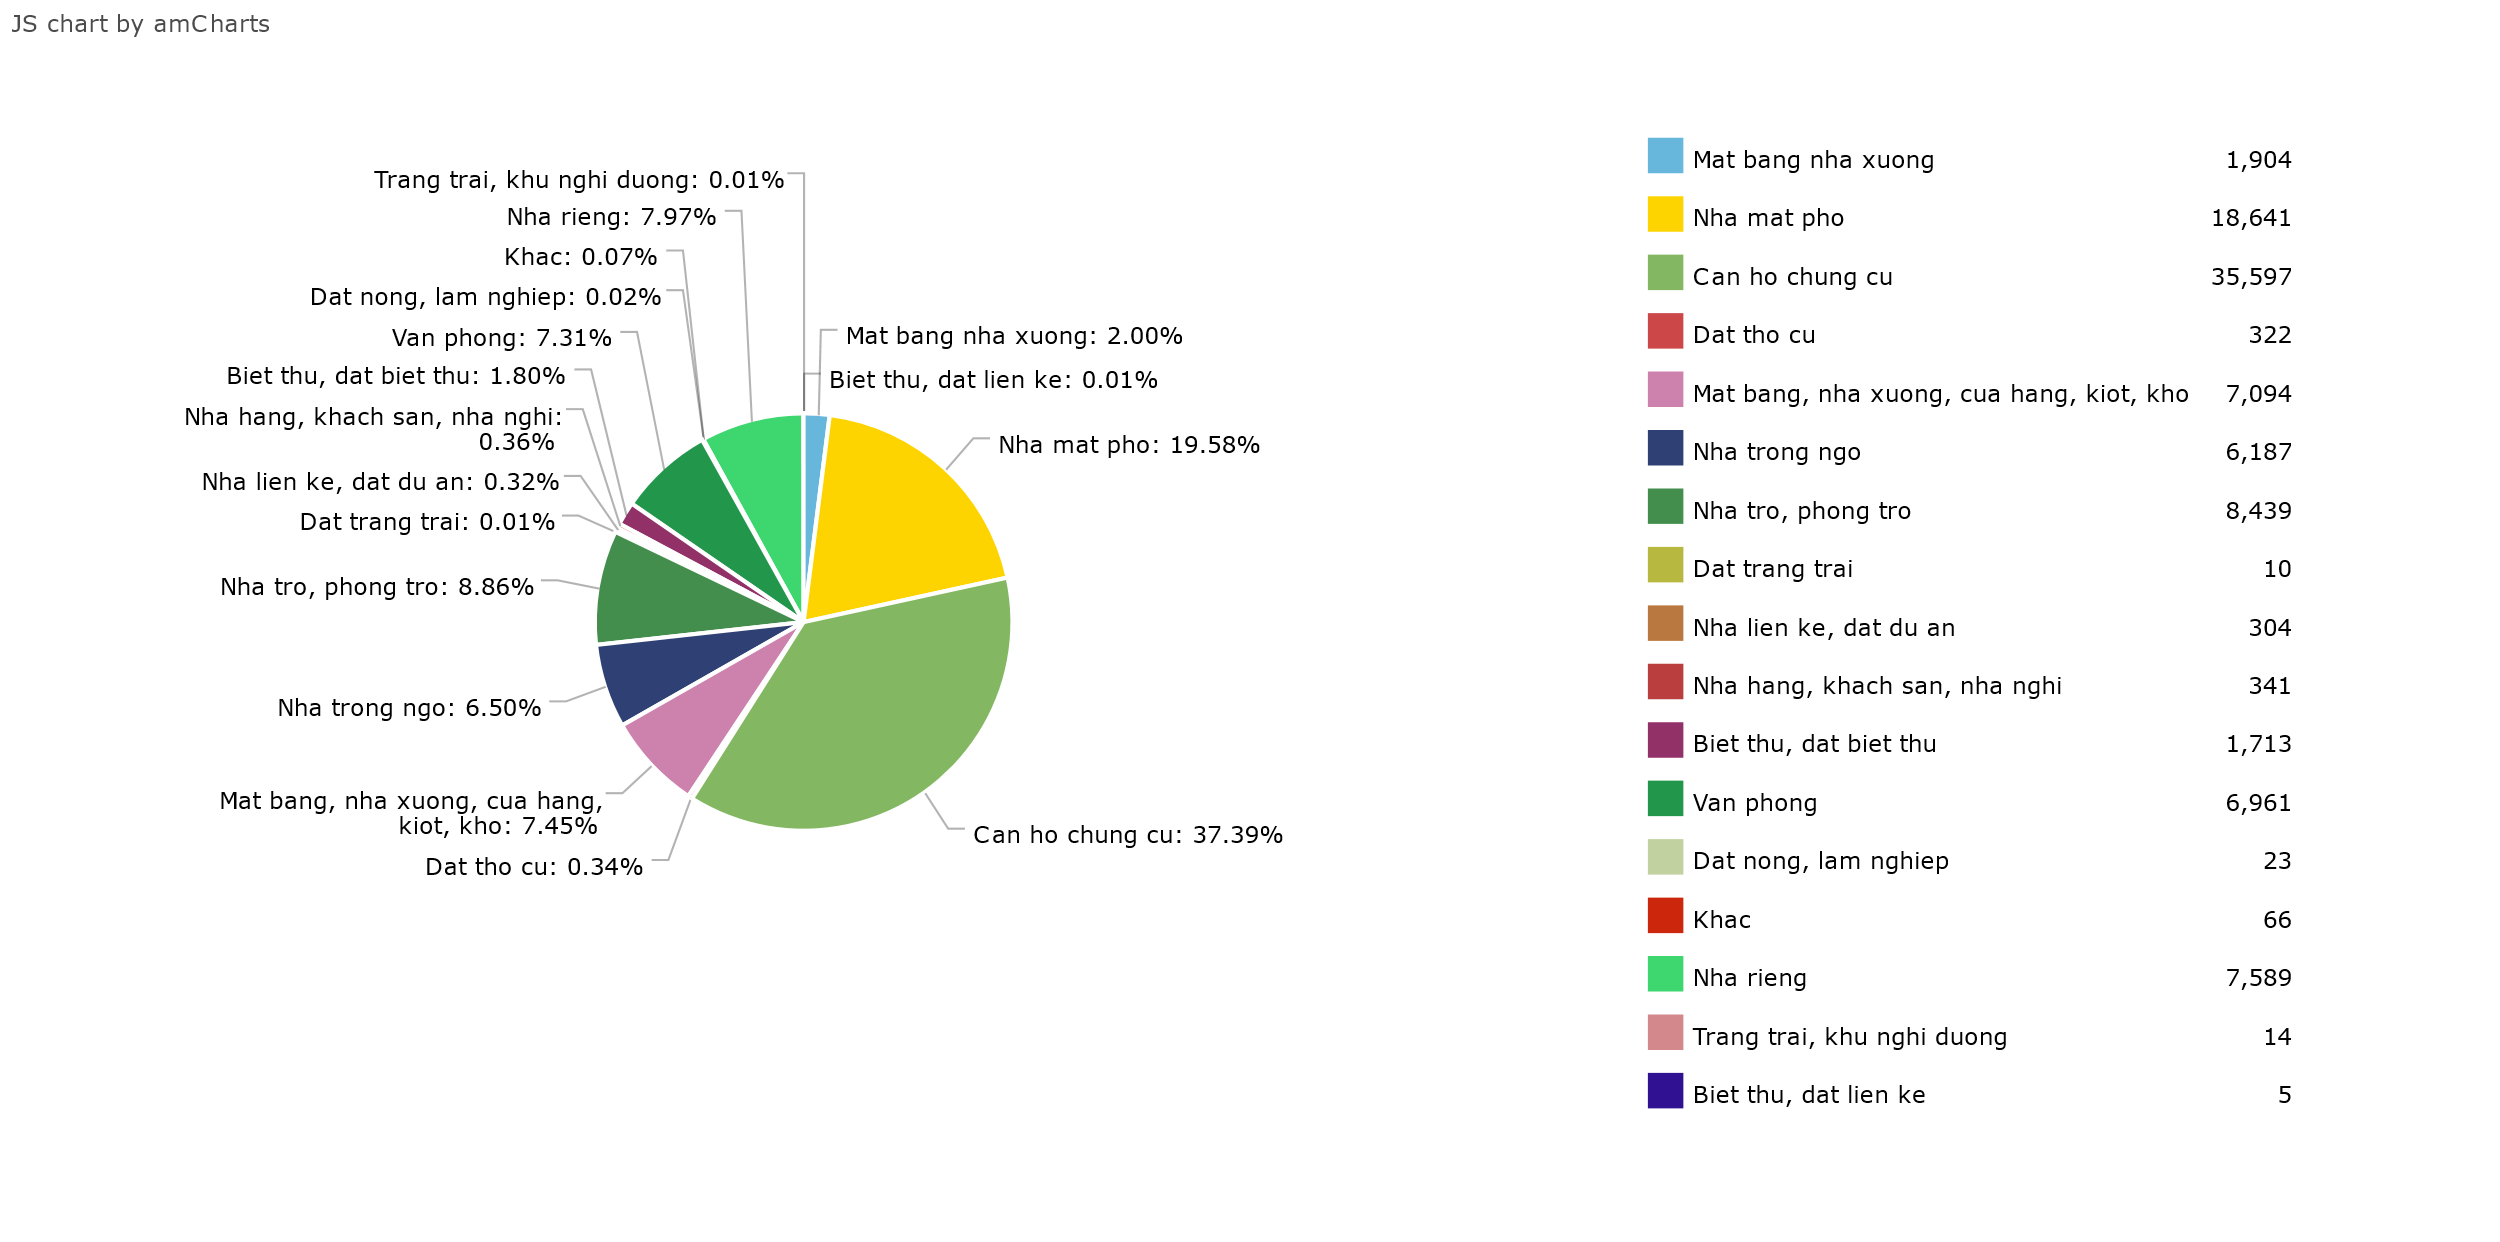 JS chart by amCharts
Trang trai, khu nghi duong: 0.01%
Nha rieng: 7.97%
Khac: 0.07%
Dat nong, lam nghiep: 0.02%
Van phong: 7.31%
Biet thu, dat biet thu: 1.80%
Nha hang, khach san, nha nghi:
0.36%
Nha lien ke, dat du an: 0.32%
Dat trang trai: 0.01%
Nha tro, phong tro: 8.86%
Nha trong ngo: 6.50%
Mat bang, nha xuong, cua hang,
kiot, kho: 7.45%
Dat tho cu: 0.34%
Mat bang nha xuong: 2.00%
Biet thu, dat lien ke: 0.01%
Nha mat pho: 19.58%
Can ho chung cu: 37.39%
Mat bang nha xuong 1,904
Nha mat pho 18,641
Can ho chung cu 35,597
Dat tho cu 322
Mat bang, nha xuong, cua hang, kiot, kho 7,094
Nha trong ngo 6,187
Nha tro, phong tro 8,439
Dat trang trai 10
Nha lien ke, dat du an 304
Nha hang, khach san, nha nghi 341
Biet thu, dat biet thu 1,713
Van phong 6,961
Dat nong, lam nghiep 23
Khac 66
Nha rieng 7,589
Trang trai, khu nghi duong 14
Biet thu, dat lien ke 5